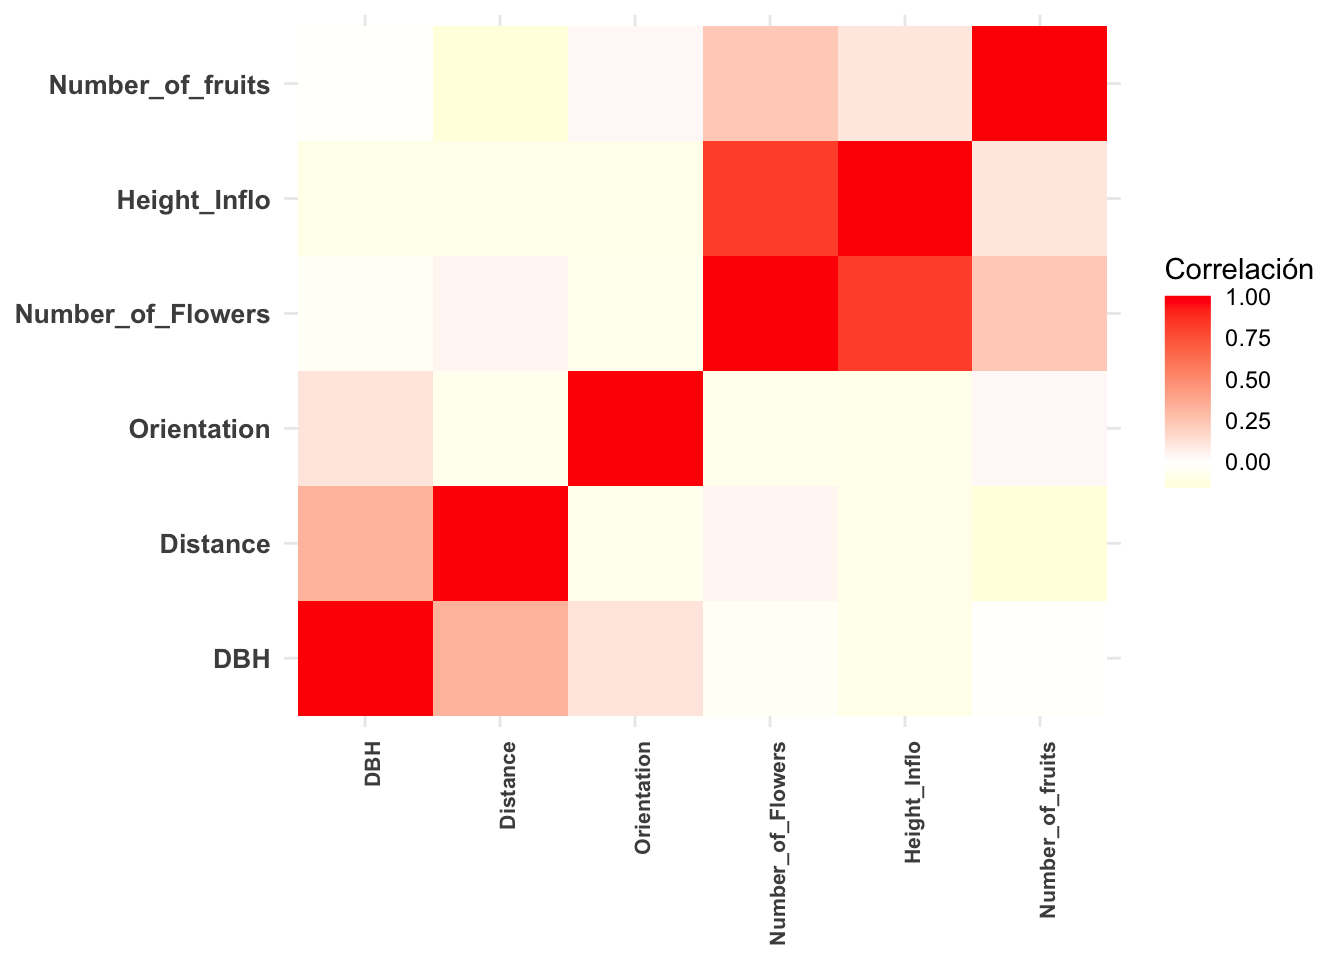 Number_of_fruits
Height_Inflo
Number_of_Flowers
Orientation
Distance
DBH
DBH
Distance
Orientation
Number_of_Flowers
Height_Inflo
Number_of_fruits
Correlación
1.00
0.75
0.50
0.25
0.00